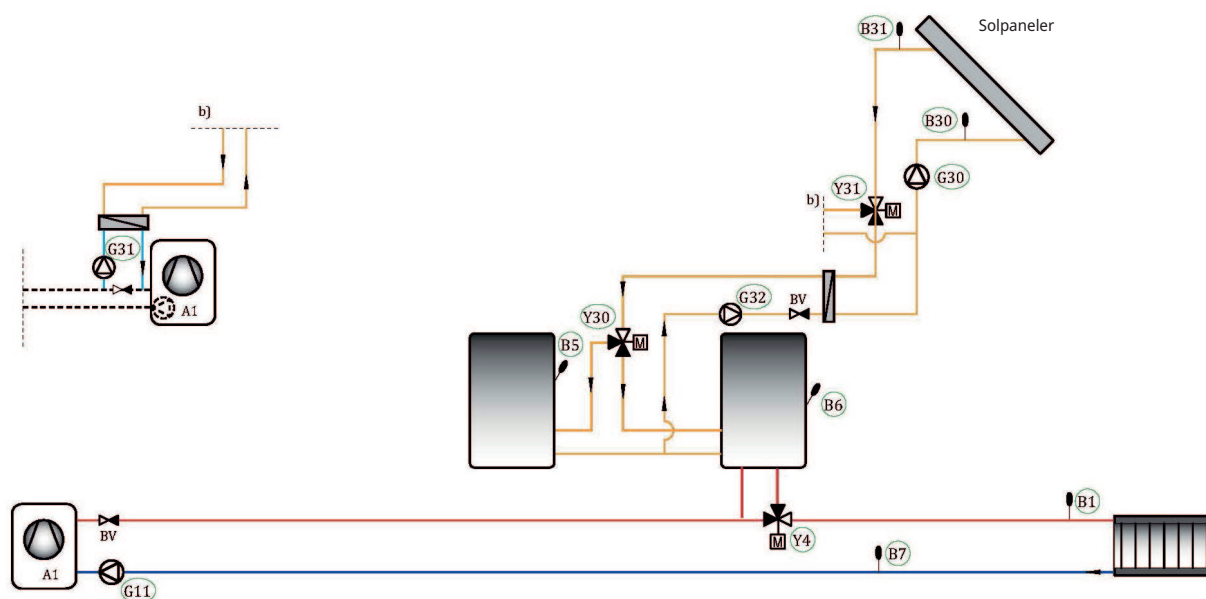 Solpaneler
B31
B30
b)
G30
Y31
b)
M
G31
A1
G32
BV
Y30
M
B5
B6
B1
BV
A1
M
Y4
B7
G11